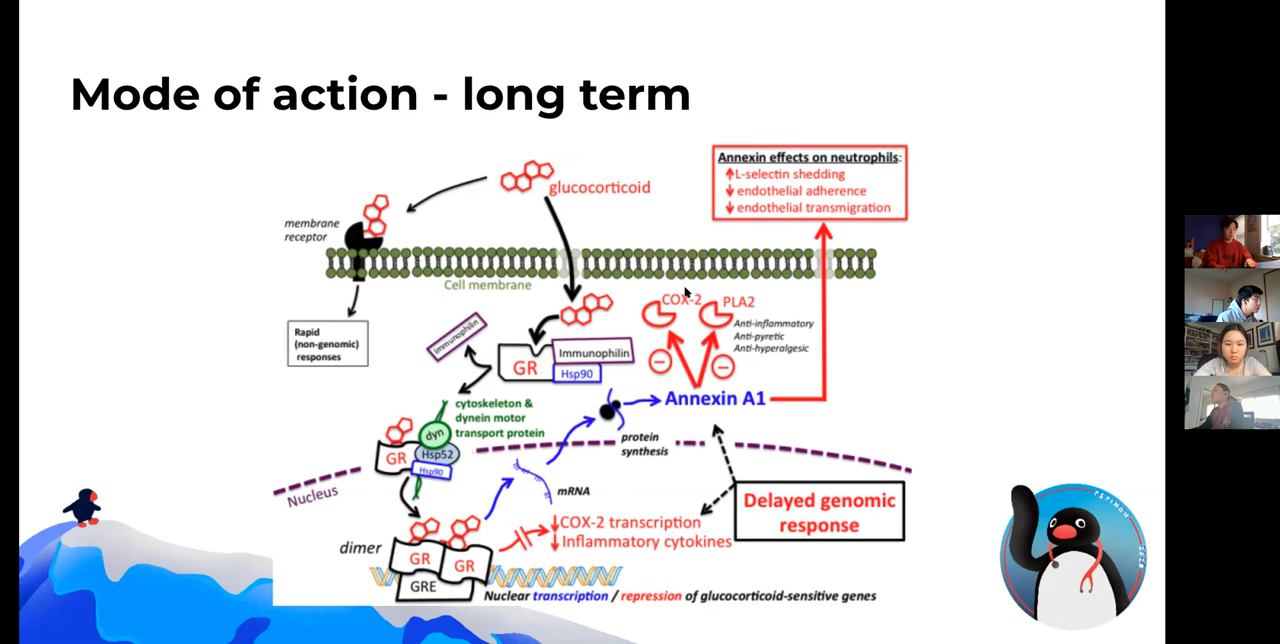 Mode of action - long term
Annexin effects on neutrophils:
↑L-selectin shedding
↓ endothelial adherence
↓ endothelial transmigration
glucocorticoid
membrane
receptor
Cell membrane
COX-2
PLA2
Anti-inflammatory
Anti-pyretic
Anti-hyperalgesic
Rapid
(non-genomic)
responses
Immunophilin
GR
Immunophilin
Hsp90
Annexin A1
cytoskeleton &
dynein motor
transport protein
dyn
GR
Hsp52
Hsp90
protein
synthesis
Nucleus
mRNA
Delayed genomic
response
↓COX-2 transcription
↓Inflammatory cytokines
dimer
GR
GR
GRE
Nuclear transcription / repression of glucocorticoid-sensitive genes
2020